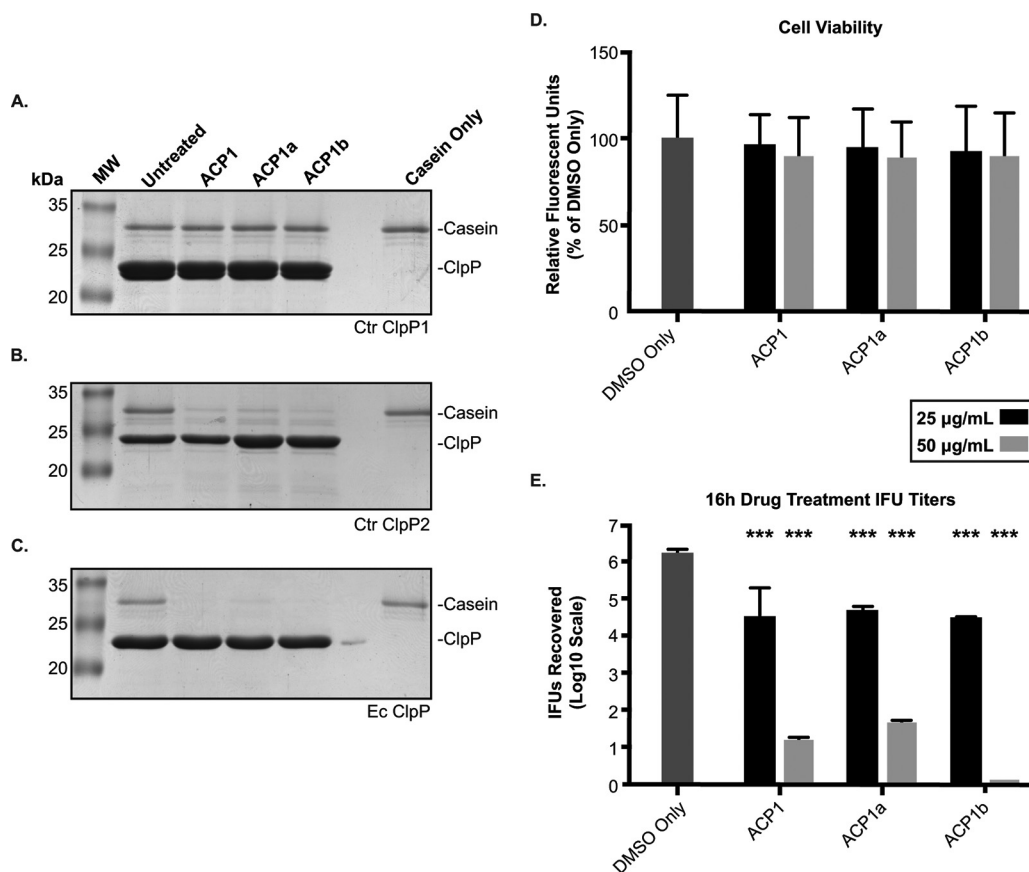 A.
kDa
MW
Untreated
ACP1
ACP1a
ACP1b
Casein Only
35
25
20
-Casein
-ClpP
Ctr ClpP1
B.
35
25
20
-Casein
-ClpP
Ctr ClpP2
C.
35
25
20
-Casein
-ClpP
Ec ClpP
D.
Cell Viability
Relative Fluorescent Units
(% of DMSO Only)
150
100
50
0
DMSO Only
ACP1
ACP1a
ACP1b
25 µg/mL
50 µg/mL
E.
16h Drug Treatment IFU Titers
IFUs Recovered
(Log10 Scale)
7
6
5
4
3
2
1
0
*** *** *** *** *** ***
DMSO Only
ACP1
ACP1a
ACP1b